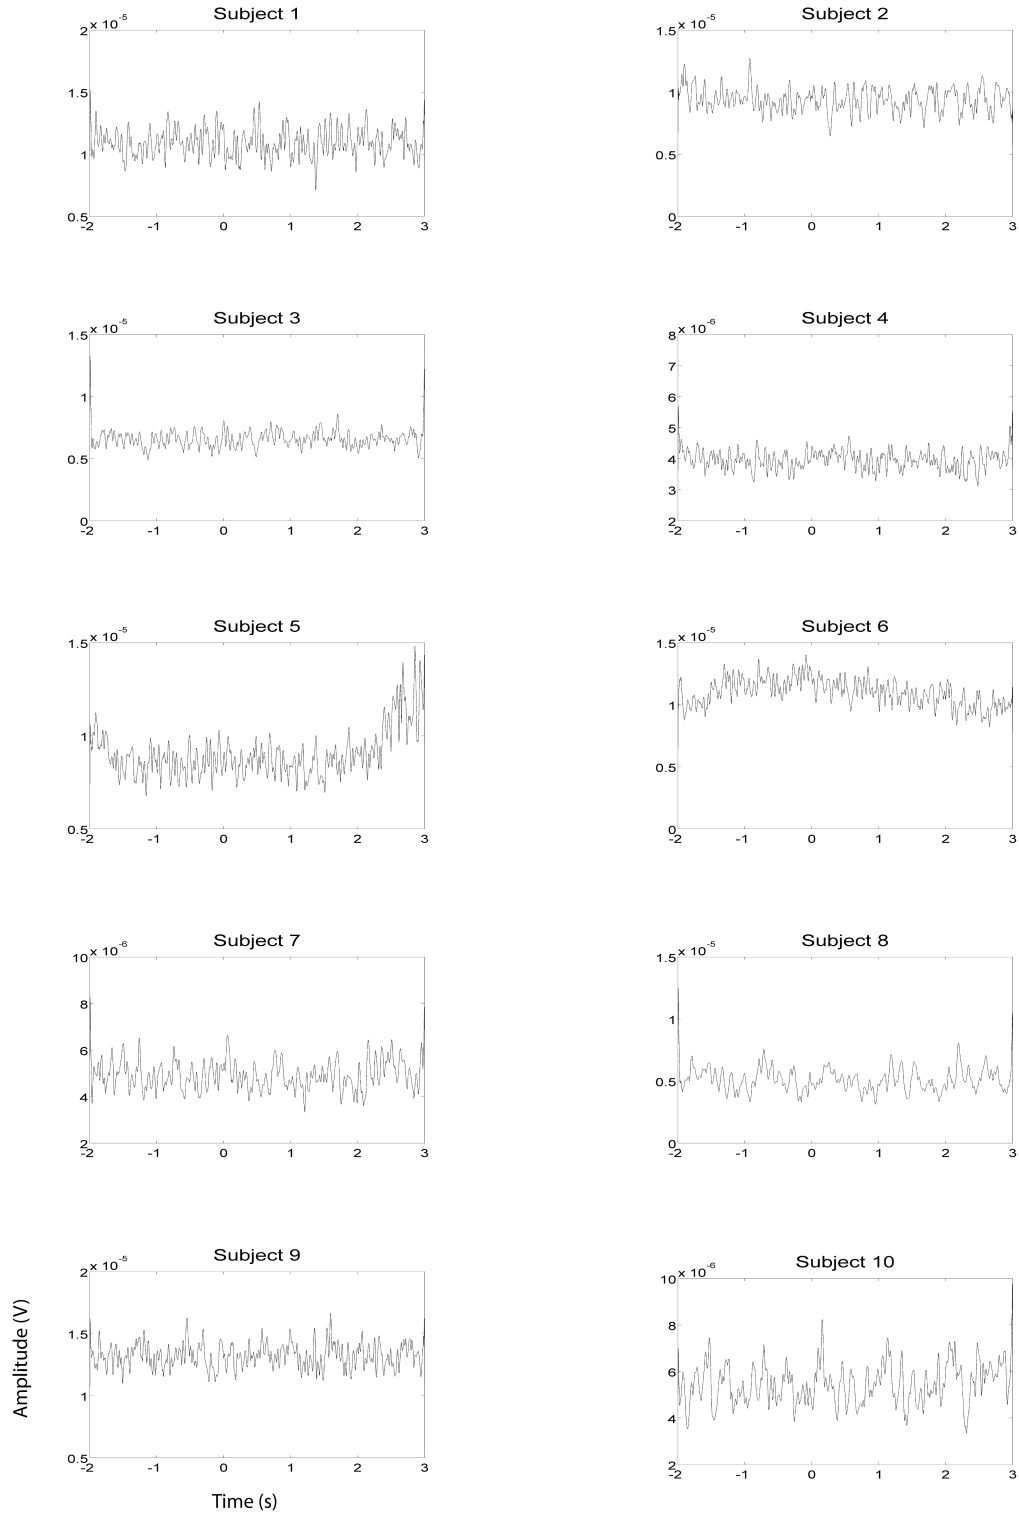 Subject 1
× 10-5
2
1.5
1
0.5
-2 -1 0 1 2 3
Subject 2
× 10-5
1.5
1
0.5
0
-2 -1 0 1 2 3
Subject 3
× 10-5
1.5
1
0.5
0
-2 -1 0 1 2 3
Subject 4
× 10-6
8
7
6
5
4
3
2
-2 -1 0 1 2 3
Subject 5
× 10-5
1.5
1
0.5
-2 -1 0 1 2 3
Subject 6
× 10-5
1.5
1
0.5
0
-2 -1 0 1 2 3
Subject 7
× 10-6
10
8
6
4
2
-2 -1 0 1 2 3
Subject 8
× 10-5
1.5
1
0.5
0
-2 -1 0 1 2 3
Subject 9
× 10-5
2
1.5
1
0.5
-2 -1 0 1 2 3
Amplitude (V)
Time (s)
Subject 10
× 10-6
10
8
6
4
2
-2 -1 0 1 2 3